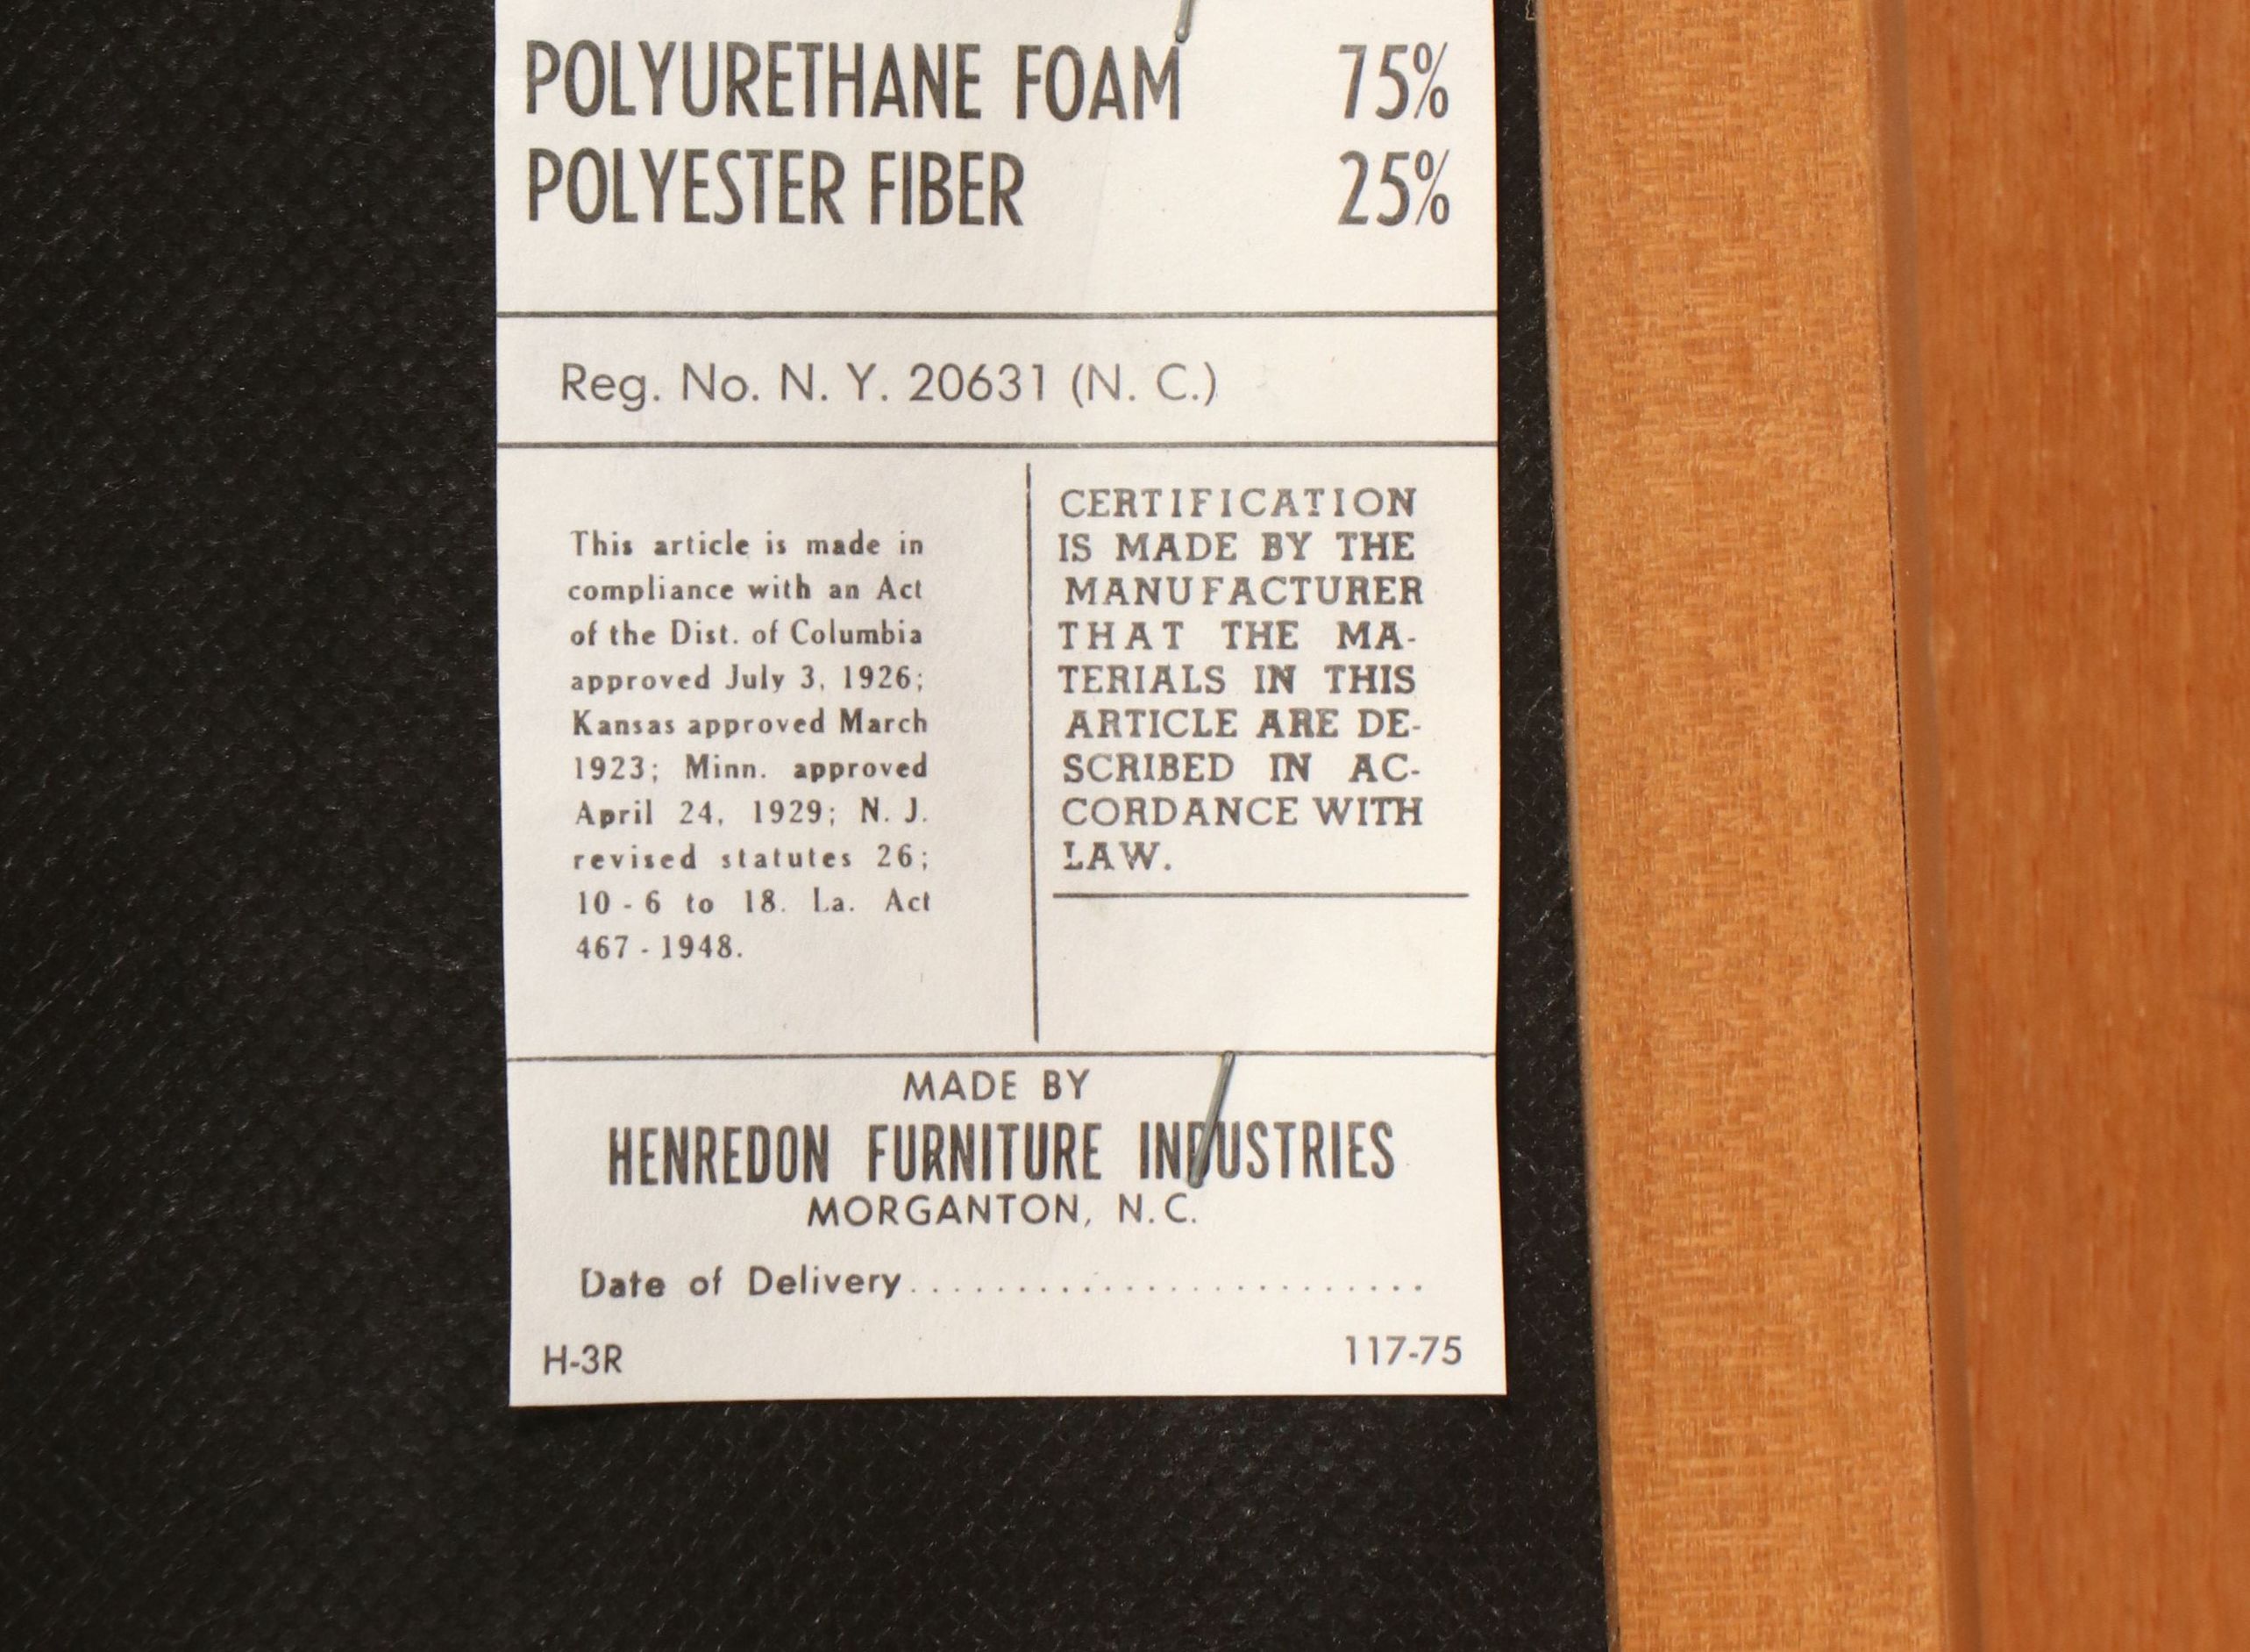 POLYURETHANE FOAM 75%
POLYESTER FIBER 25%
Reg. No. N. Y. 20631 (N. C.)
This article is made in
compliance with an Act
of the Dist. of Columbia
approved July 3, 1926;
Kansas approved March
1923; Minn. approved
April 24, 1929; N. J.
revised statutes 26;
10 - 6 to 18. La. Act
467 - 1948.
CERTIFICATION
IS MADE BY THE
MANUFACTURER
THAT THE MA-
TERIALS IN THIS
ARTICLE ARE DE-
SCRIBED IN AC-
CORDANCE WITH
LAW.
MADE BY
HENREDON FURNITURE INDUSTRIES
MORGANTON, N.C.
Date of Delivery........................
H-3R 117-75